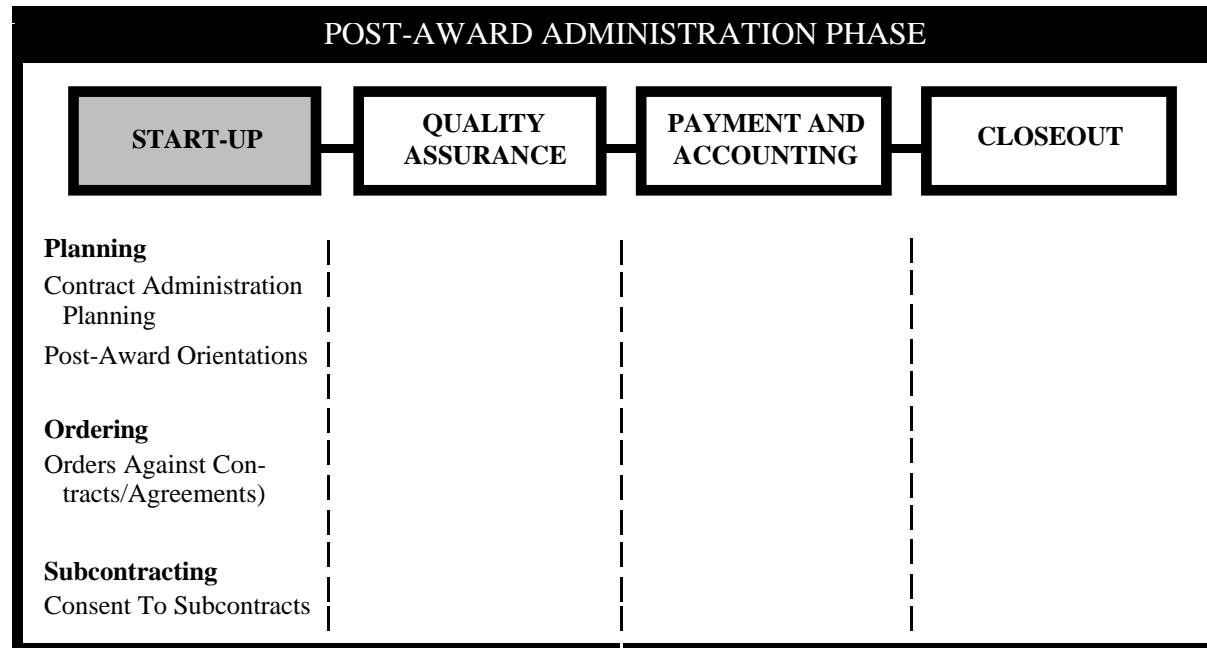 POST-AWARD ADMINISTRATION PHASE
START-UP
QUALITY
ASSURANCE
PAYMENT AND
ACCOUNTING
CLOSEOUT
Planning
Contract Administration
Planning
Post-Award Orientations
Ordering
Orders Against Con-
tracts/Agreements)
Subcontracting
Consent To Subcontracts